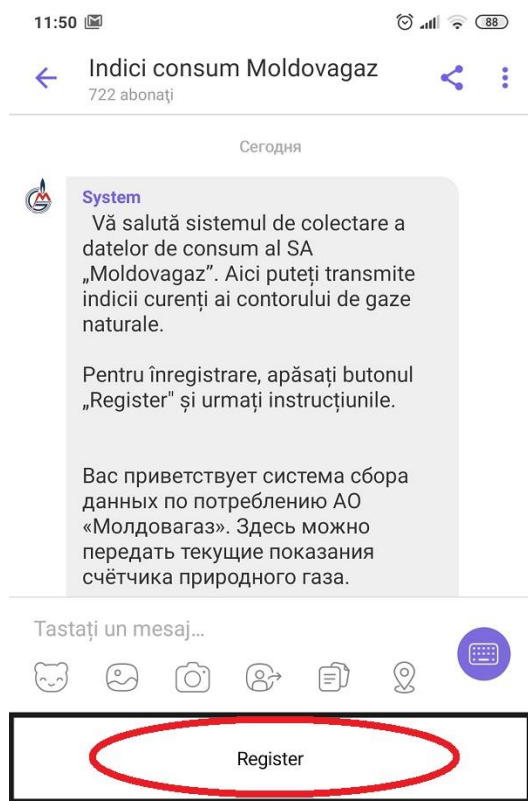 11:50 88
Indici consum Moldovagaz
722 abonați
Сегодня
System
Vă salută sistemul de colectare a
datelor de consum al SA
„Moldovagaz”. Aici puteți transmite
indicii curenți ai contorului de gaze
naturale.
Pentru înregistrare, apăsați butonul
„Register" și urmați instrucțiunile.
Вас приветствует система сбора
данных по потреблению АО
«Молдовагаз». Здесь можно
передать текущие показания
счётчика природного газа.
Tastați un mesaj...
Register